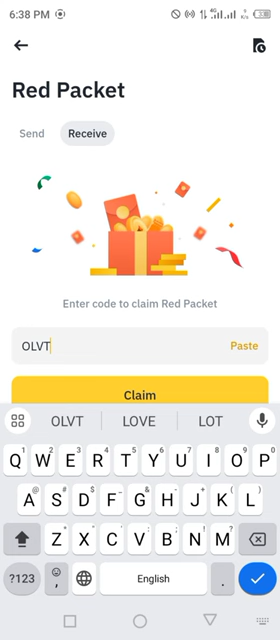 6:38 PM
4G
Red Packet
Send Receive
Enter code to claim Red Packet
OLVT Paste
Claim
OLVT LOVE LOT
Q W E R T Y U I O P
A S D F G H J K L
Z X C V B N M
?123 , English .